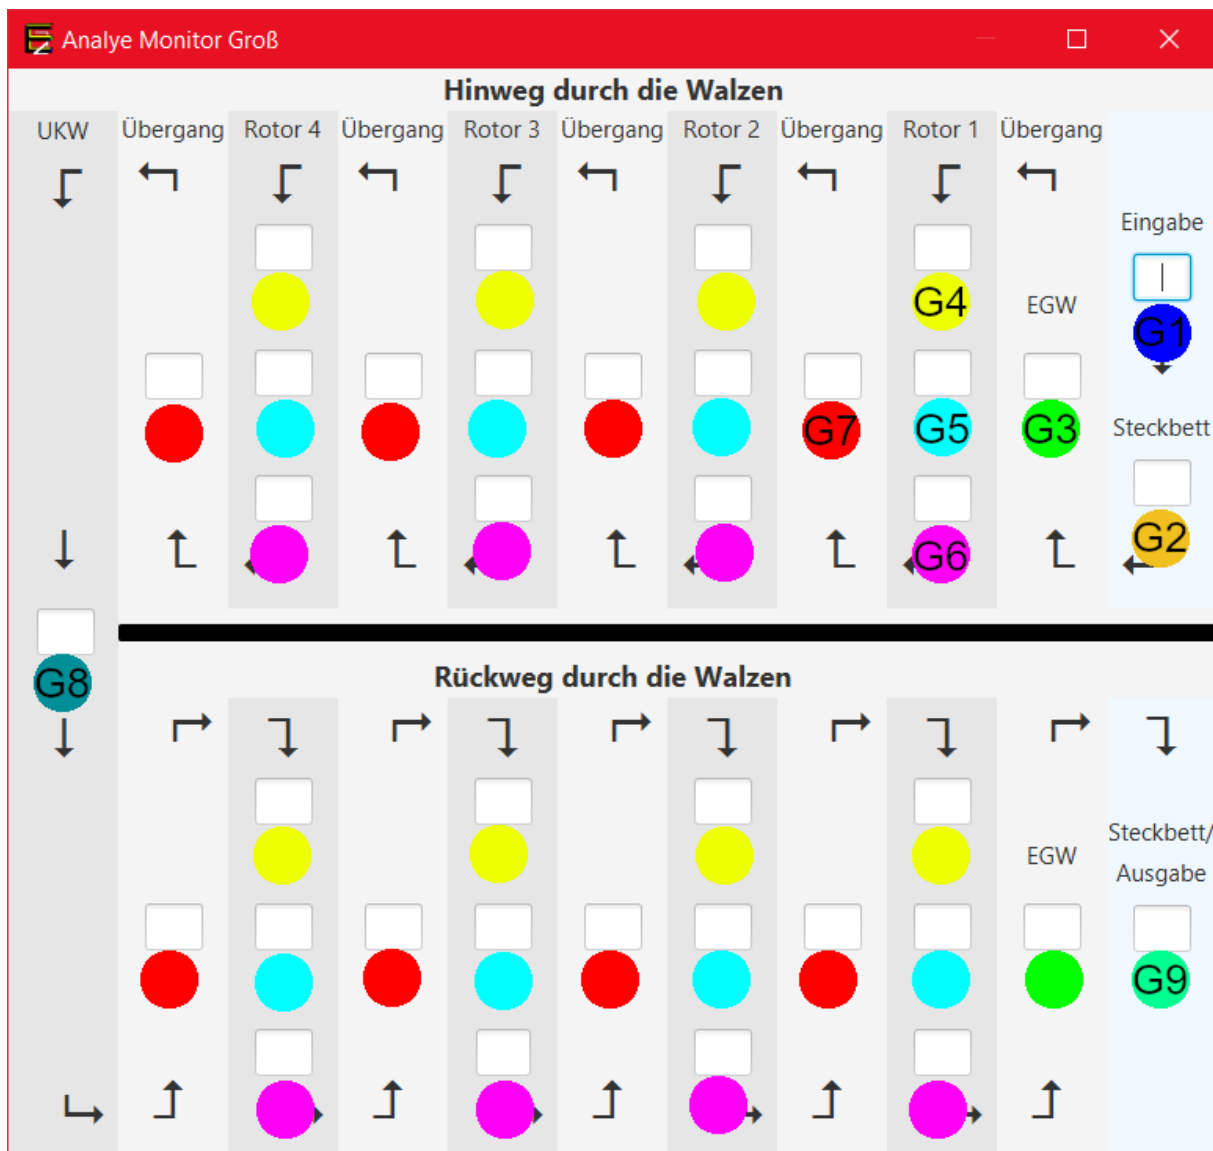 Analye Monitor Groß
Hinweg durch die Walzen
UKW Übergang Rotor 4 Übergang Rotor 3 Übergang Rotor 2 Übergang Rotor 1 Übergang
Eingabe
G4 EGW
G1
G7 G5 G3 Steckbett
G6 G2
G8
Rückweg durch die Walzen
Steckbett/
EGW Ausgabe
G9